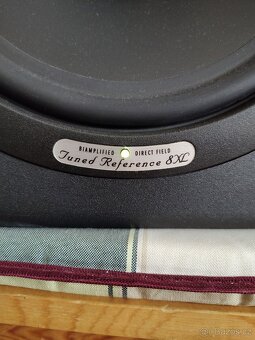 BIAMPLIFIED DIRECT FIELD
Tuned Reference 8XL